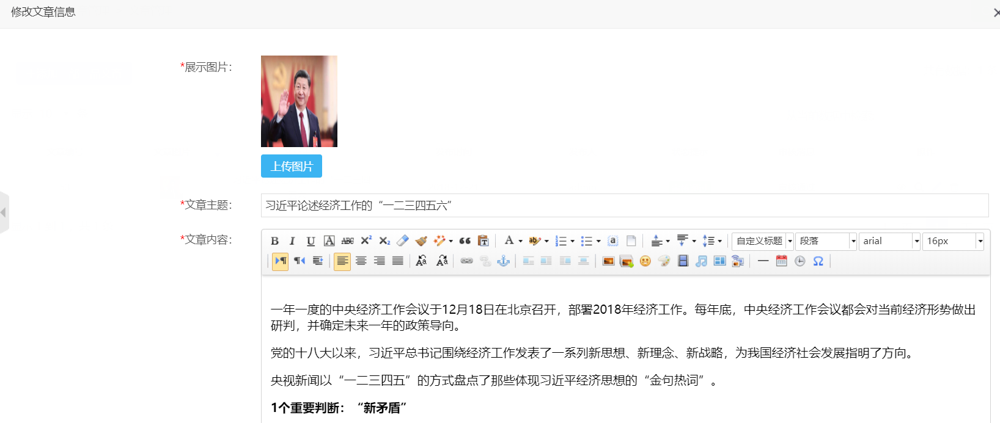 修改文章信息
*展示图片：
上传图片
*文章主题：
习近平论述经济工作的“一二三四五六”
*文章内容：
B I U A ABC X² X₂ A ab a 自定义标题 段落 arial 16px
一年一度的中央经济工作会议于12月18日在北京召开，部署2018年经济工作。每年底，中央经济工作会议都会对当前经济形势做出
研判，并确定未来一年的政策导向。
党的十八大以来，习近平总书记围绕经济工作发表了一系列新思想、新理念、新战略，为我国经济社会发展指明了方向。
央视新闻以“一二三四五”的方式盘点了那些体现习近平经济思想的“金句热词”。
1个重要判断：“新矛盾”